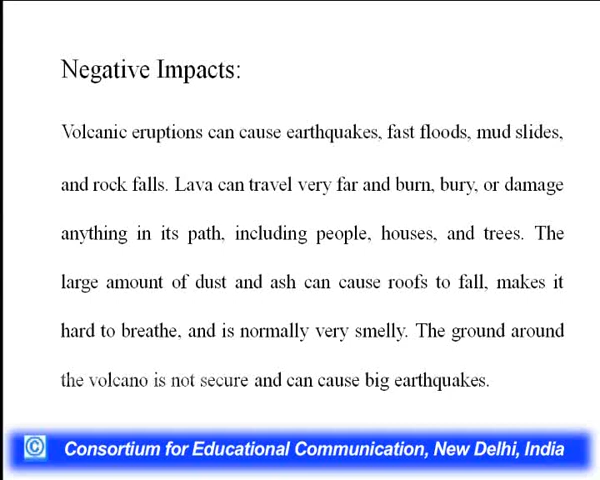 Negative Impacts:
Volcanic eruptions can cause earthquakes, fast floods, mud slides,
and rock falls. Lava can travel very far and burn, bury, or damage
anything in its path, including people, houses, and trees. The
large amount of dust and ash can cause roofs to fall, makes it
hard to breathe, and is normally very smelly. The ground around
the volcano is not secure and can cause big earthquakes.
© Consortium for Educational Communication, New Delhi, India